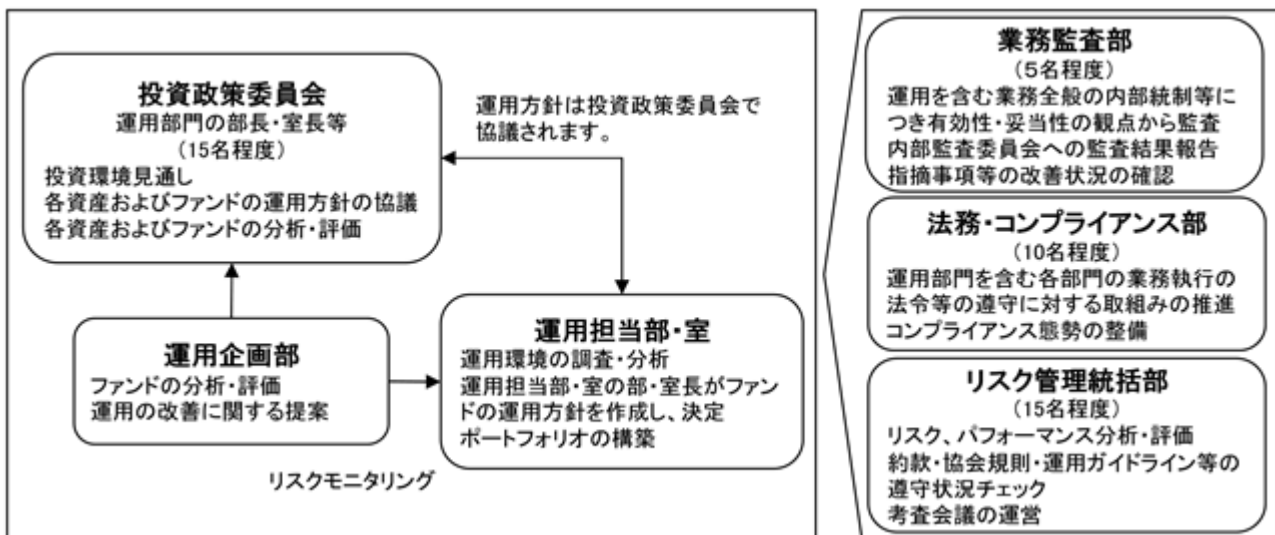 投資政策委員会
運用部門の部長・室長等
（15名程度）
投資環境見通し
各資産およびファンドの運用方針の協議
各資産およびファンドの分析・評価
運用方針は投資政策委員会で
協議されます。
運用企画部
ファンドの分析・評価
運用の改善に関する提案
運用担当部・室
運用環境の調査・分析
運用担当部・室の部・室長がファン
ドの運用方針を作成し、決定
ポートフォリオの構築
リスクモニタリング
業務監査部
（5名程度）
運用を含む業務全般の内部統制等に
つき有効性・妥当性の観点から監査
内部監査委員会への監査結果報告
指摘事項等の改善状況の確認
法務・コンプライアンス部
（10名程度）
運用部門を含む各部門の業務執行の
法令等の遵守に対する取組みの推進
コンプライアンス態勢の整備
リスク管理統括部
（15名程度）
リスク、パフォーマンス分析・評価
約款・協会規則・運用ガイドライン等の
遵守状況チェック
考査会議の運営